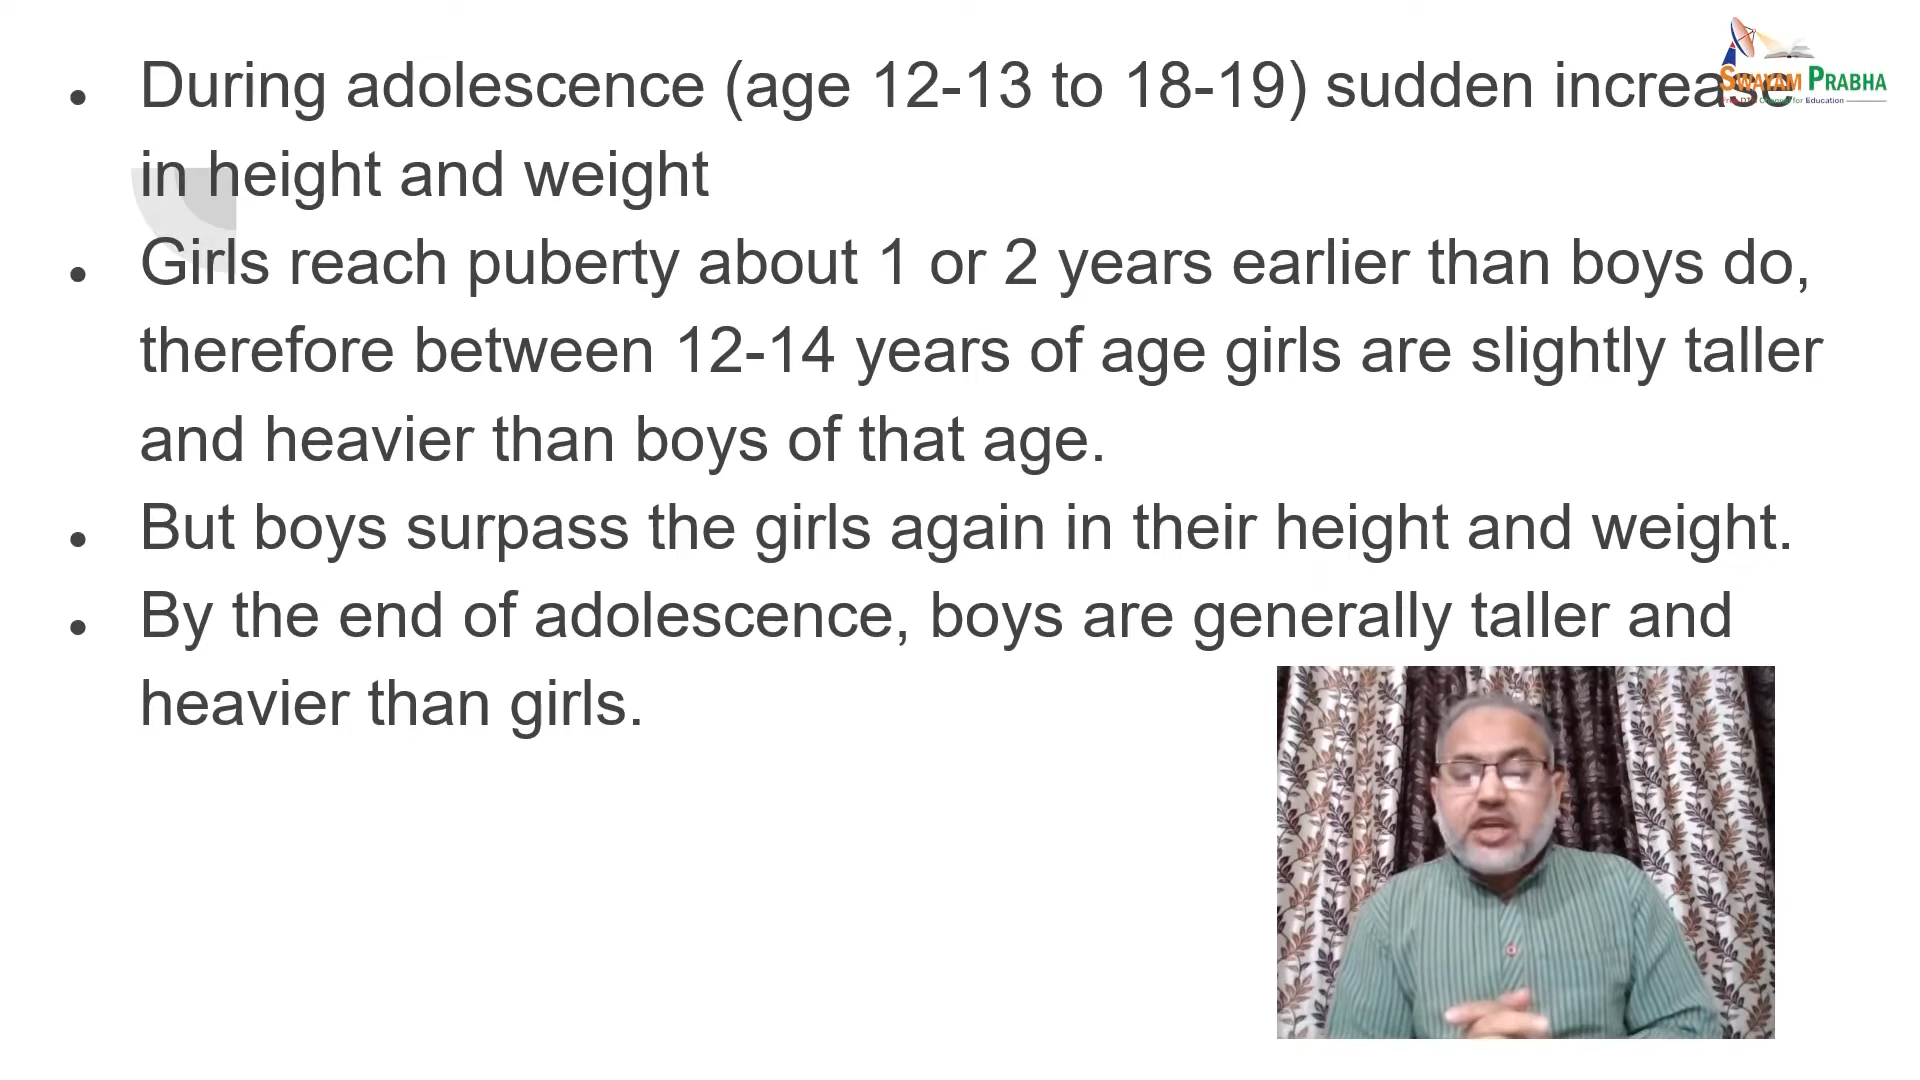 SWAYAM PRABHA
During adolescence (age 12-13 to 18-19) sudden increase
in height and weight
Girls reach puberty about 1 or 2 years earlier than boys do,
therefore between 12-14 years of age girls are slightly taller
and heavier than boys of that age.
But boys surpass the girls again in their height and weight.
By the end of adolescence, boys are generally taller and
heavier than girls.